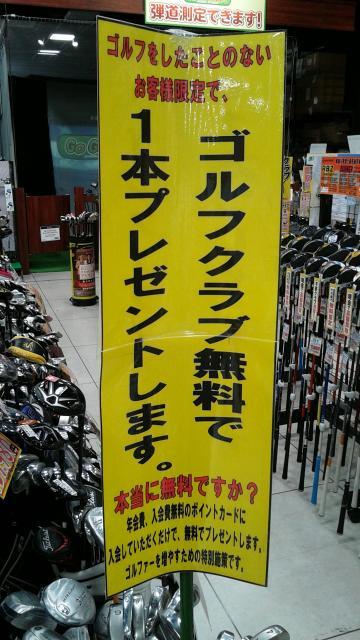 弾道測定できます!
ゴルフをしたことのない
お客様限定で、
ゴルフクラブ無料で
1本プレゼントします。
本当に無料ですか?
年会費、入会費無料のポイントカードに
入会していただくだけで、無料でプレゼントします。
ゴルファーを増やすための特別施策です。